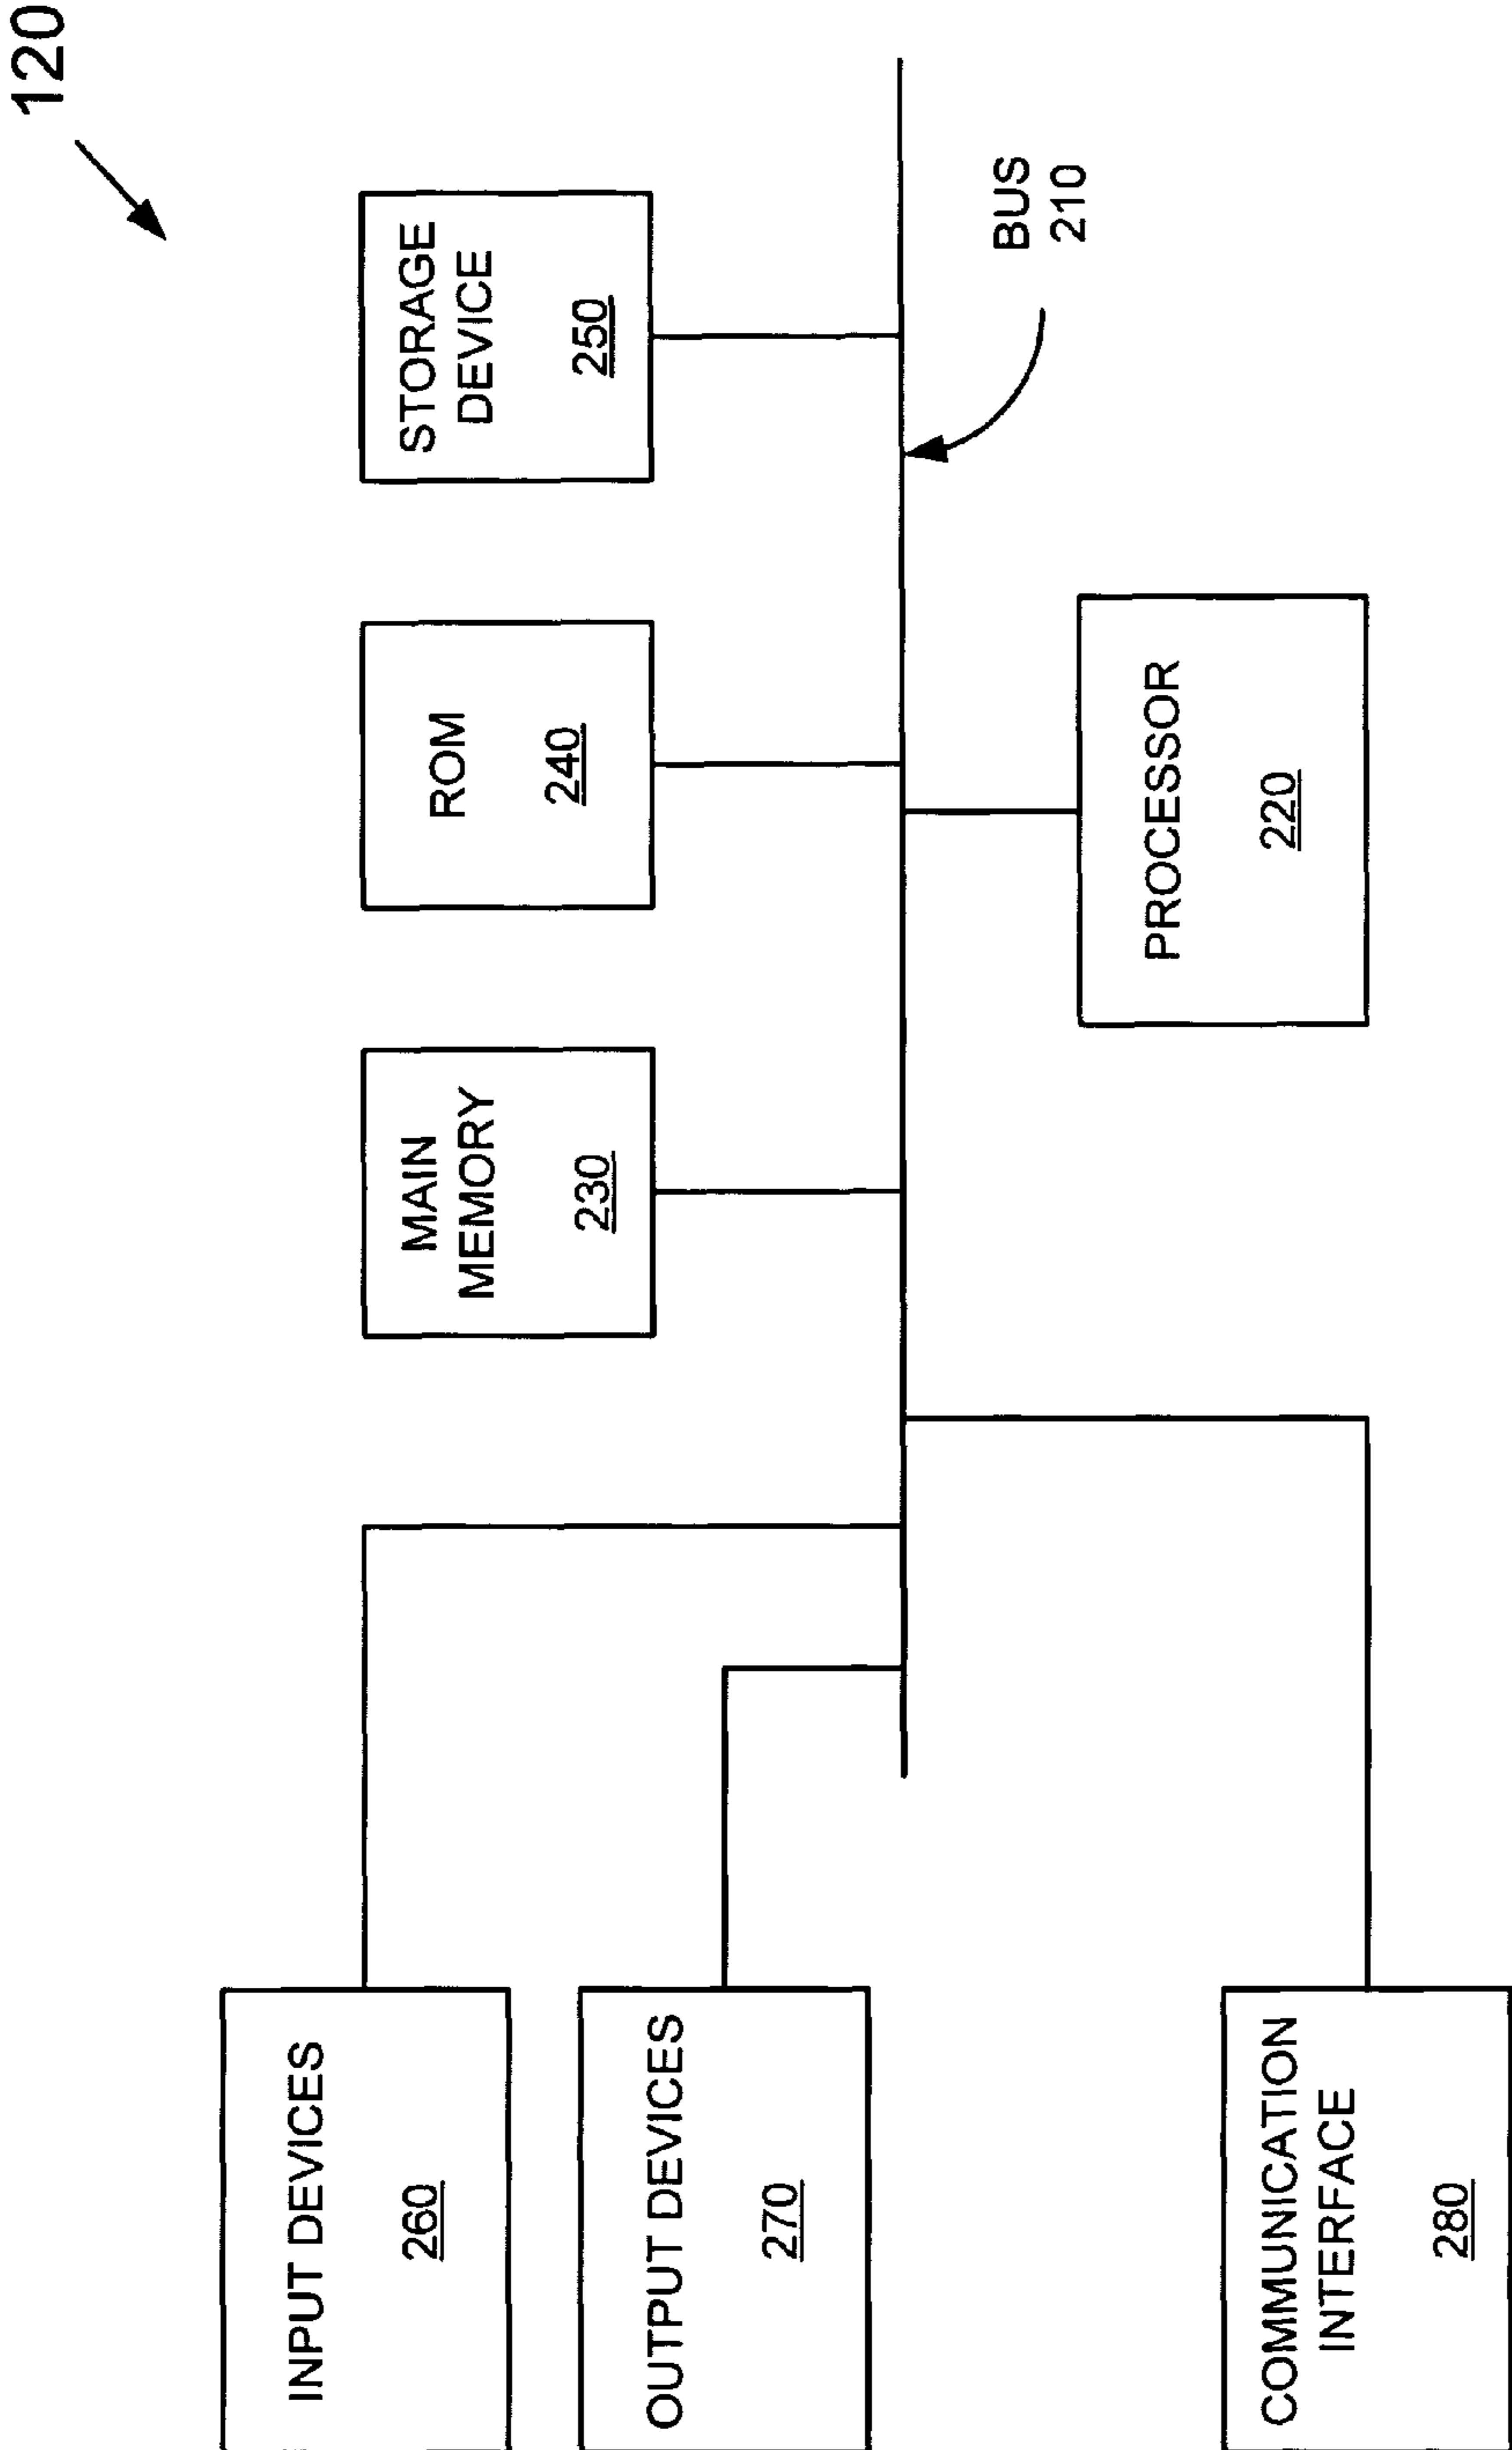 120
INPUT DEVICES
260
OUTPUT DEVICES
270
COMMUNICATION
INTERFACE
280
MAIN
MEMORY
230
ROM
240
STORAGE
DEVICE
250
PROCESSOR
220
BUS
210